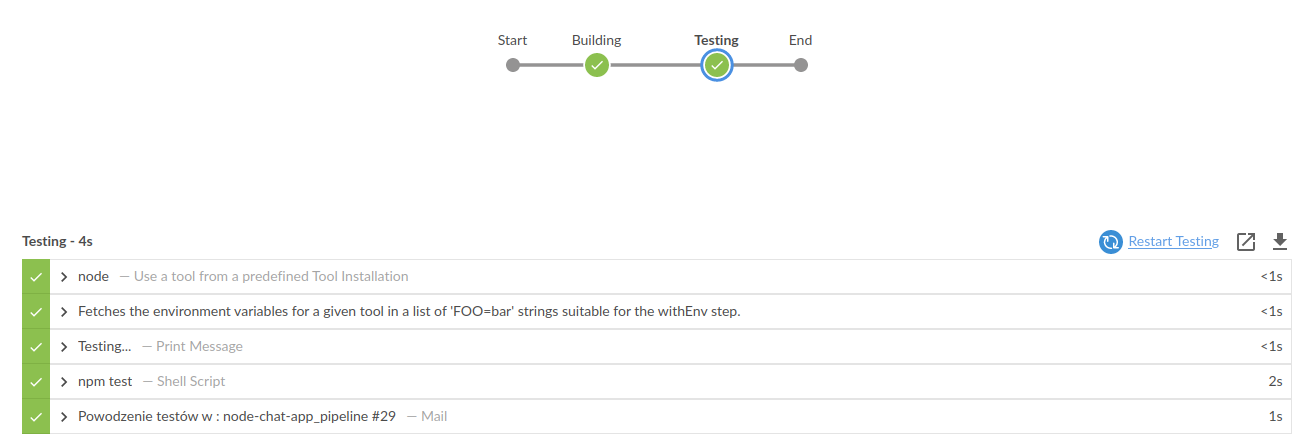 Start Building Testing End
Testing - 4s Restart Testing
node — Use a tool from a predefined Tool Installation <1s
Fetches the environment variables for a given tool in a list of 'FOO=bar' strings suitable for the withEnv step. <1s
Testing... — Print Message <1s
npm test — Shell Script 2s
Powodzenie testów w : node-chat-app_pipeline #29 — Mail 1s